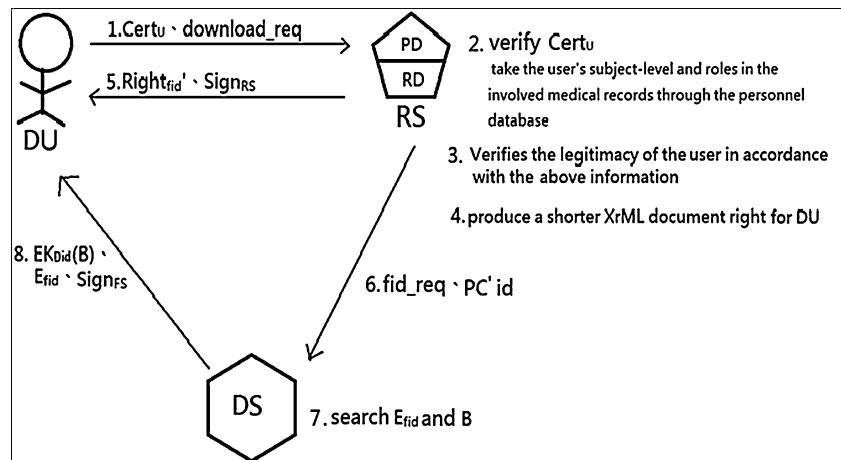 1.Certu、download_req
PD
RD
RS
2. verify Certu
take the user's subject-level and roles in the
involved medical records through the personnel
database
5.Rightfid'、SignRS
DU
3. Verifies the legitimacy of the user in accordance
with the above information
4.produce a shorter XrML document right for DU
8. EKDid(B)、
Efid、SignFS
6.fid_req、PC'id
DS
7. search Efid and B